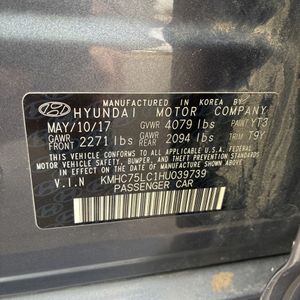 MANUFACTURED IN KOREA BY
HYUNDAI MOTOR COMPANY
MAY/10/17 GVWR 4079 lbs PAINT YT3
GAWR FRONT 2271 lbs GAWR REAR 2094 lbs TRIM T9Y
THIS VEHICLE CONFORMS TO ALL APPLICABLE FEDERAL
MOTOR VEHICLE SAFETY, BUMPER, AND THEFT PREVENTION
STANDARDS IN EFFECT ON THE DATE OF MANUFACTURE
SHOWN ABOVE.
V.I.N KMHC75LC1HU039739
PASSENGER CAR